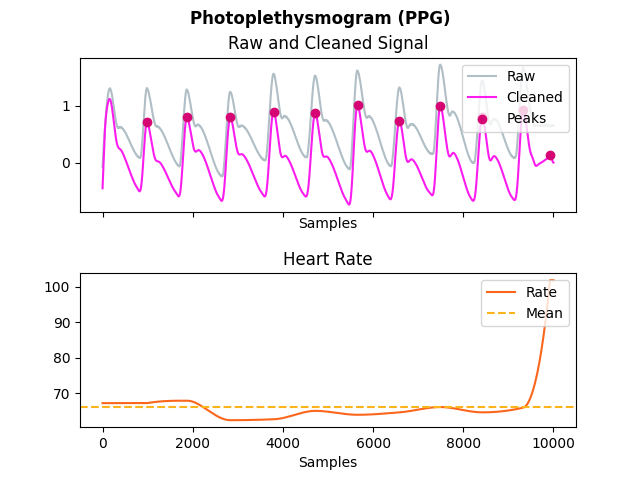 Photoplethysmogram (PPG)
Raw and Cleaned Signal
1
0
Raw
Cleaned
Peaks
Samples
Heart Rate
100
90
80
70
Rate
Mean
0 2000 4000 6000 8000 10000
Samples